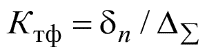 Kтф = δn / ΔΣ